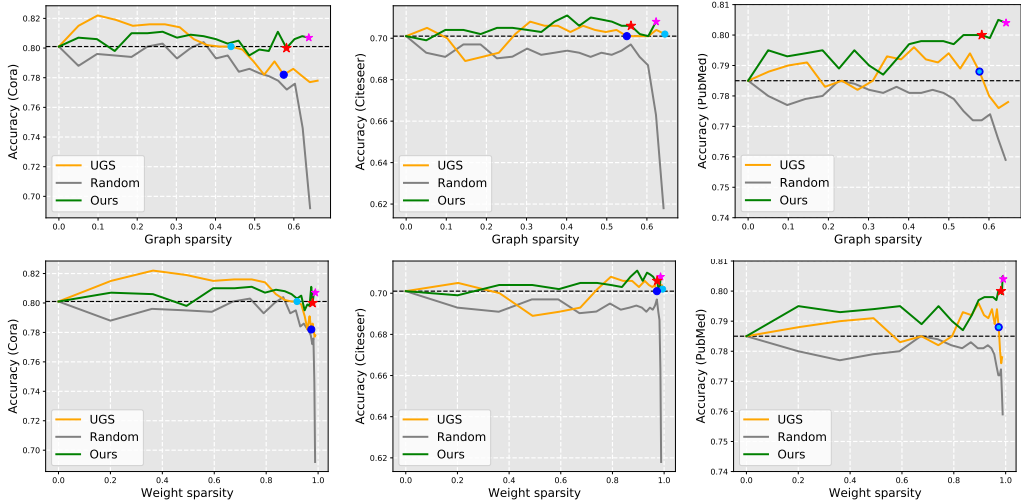 Accuracy (Cora)
0.82
0.80
0.78
0.76
0.74
0.72
0.70
UGS
Random
Ours
0.0 0.1 0.2 0.3 0.4 0.5 0.6
Graph sparsity
Accuracy (Citeseer)
0.70
0.68
0.66
0.64
0.62
UGS
Random
Ours
0.0 0.1 0.2 0.3 0.4 0.5 0.6
Graph sparsity
Accuracy (PubMed)
0.81
0.80
0.79
0.78
0.77
0.76
0.75
0.74
UGS
Random
Ours
0.0 0.1 0.2 0.3 0.4 0.5 0.6
Graph sparsity
Accuracy (Cora)
0.82
0.80
0.78
0.76
0.74
0.72
0.70
UGS
Random
Ours
0.0 0.2 0.4 0.6 0.8 1.0
Weight sparsity
Accuracy (Citeseer)
0.70
0.68
0.66
0.64
0.62
UGS
Random
Ours
0.0 0.2 0.4 0.6 0.8 1.0
Weight sparsity
Accuracy (PubMed)
0.81
0.80
0.79
0.78
0.77
0.76
0.75
0.74
UGS
Random
Ours
0.0 0.2 0.4 0.6 0.8 1.0
Weight sparsity